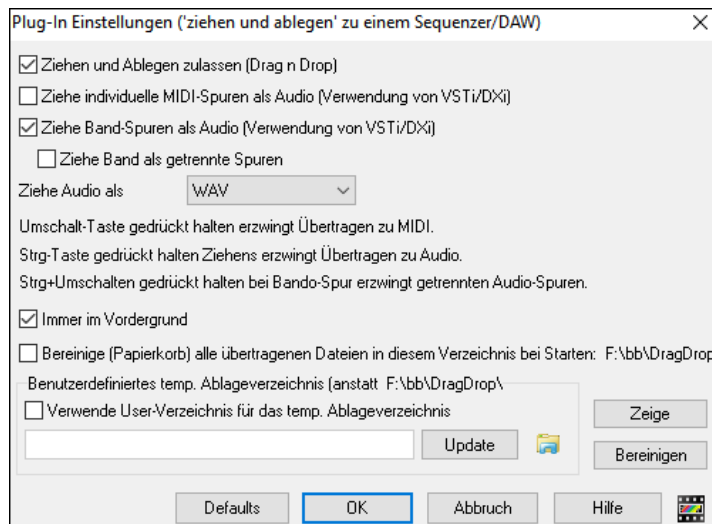 Plug-In Einstellungen ('ziehen und ablegen' zu einem Sequenzer/DAW)
Ziehen und Ablegen zulassen (Drag n Drop)
Ziehe individuelle MIDI-Spuren als Audio (Verwendung von VSTi/DXi)
Ziehe Band-Spuren als Audio (Verwendung von VSTi/DXi)
Ziehe Band als getrennte Spuren
Ziehe Audio als WAV
Umschalt-Taste gedrückt halten erzwingt Übertragen zu MIDI.
Strg-Taste gedrückt halten Ziehens erzwingt Übertragen zu Audio.
Strg+Umschalten gedrückt halten bei Bando-Spur erzwingt getrennten Audio-Spuren.
Immer im Vordergrund
Bereinige (Papierkorb) alle übertragenen Dateien in diesem Verzeichnis bei Starten: F:\bb\DragDrop
Benutzerdefiniertes temp. Ablageverzeichnis (anstatt F:\bb\DragDrop\
Verwende User-Verzeichnis für das temp. Ablageverzeichnis
Zeige
Update
Bereinigen
Defaults OK Abbruch Hilfe